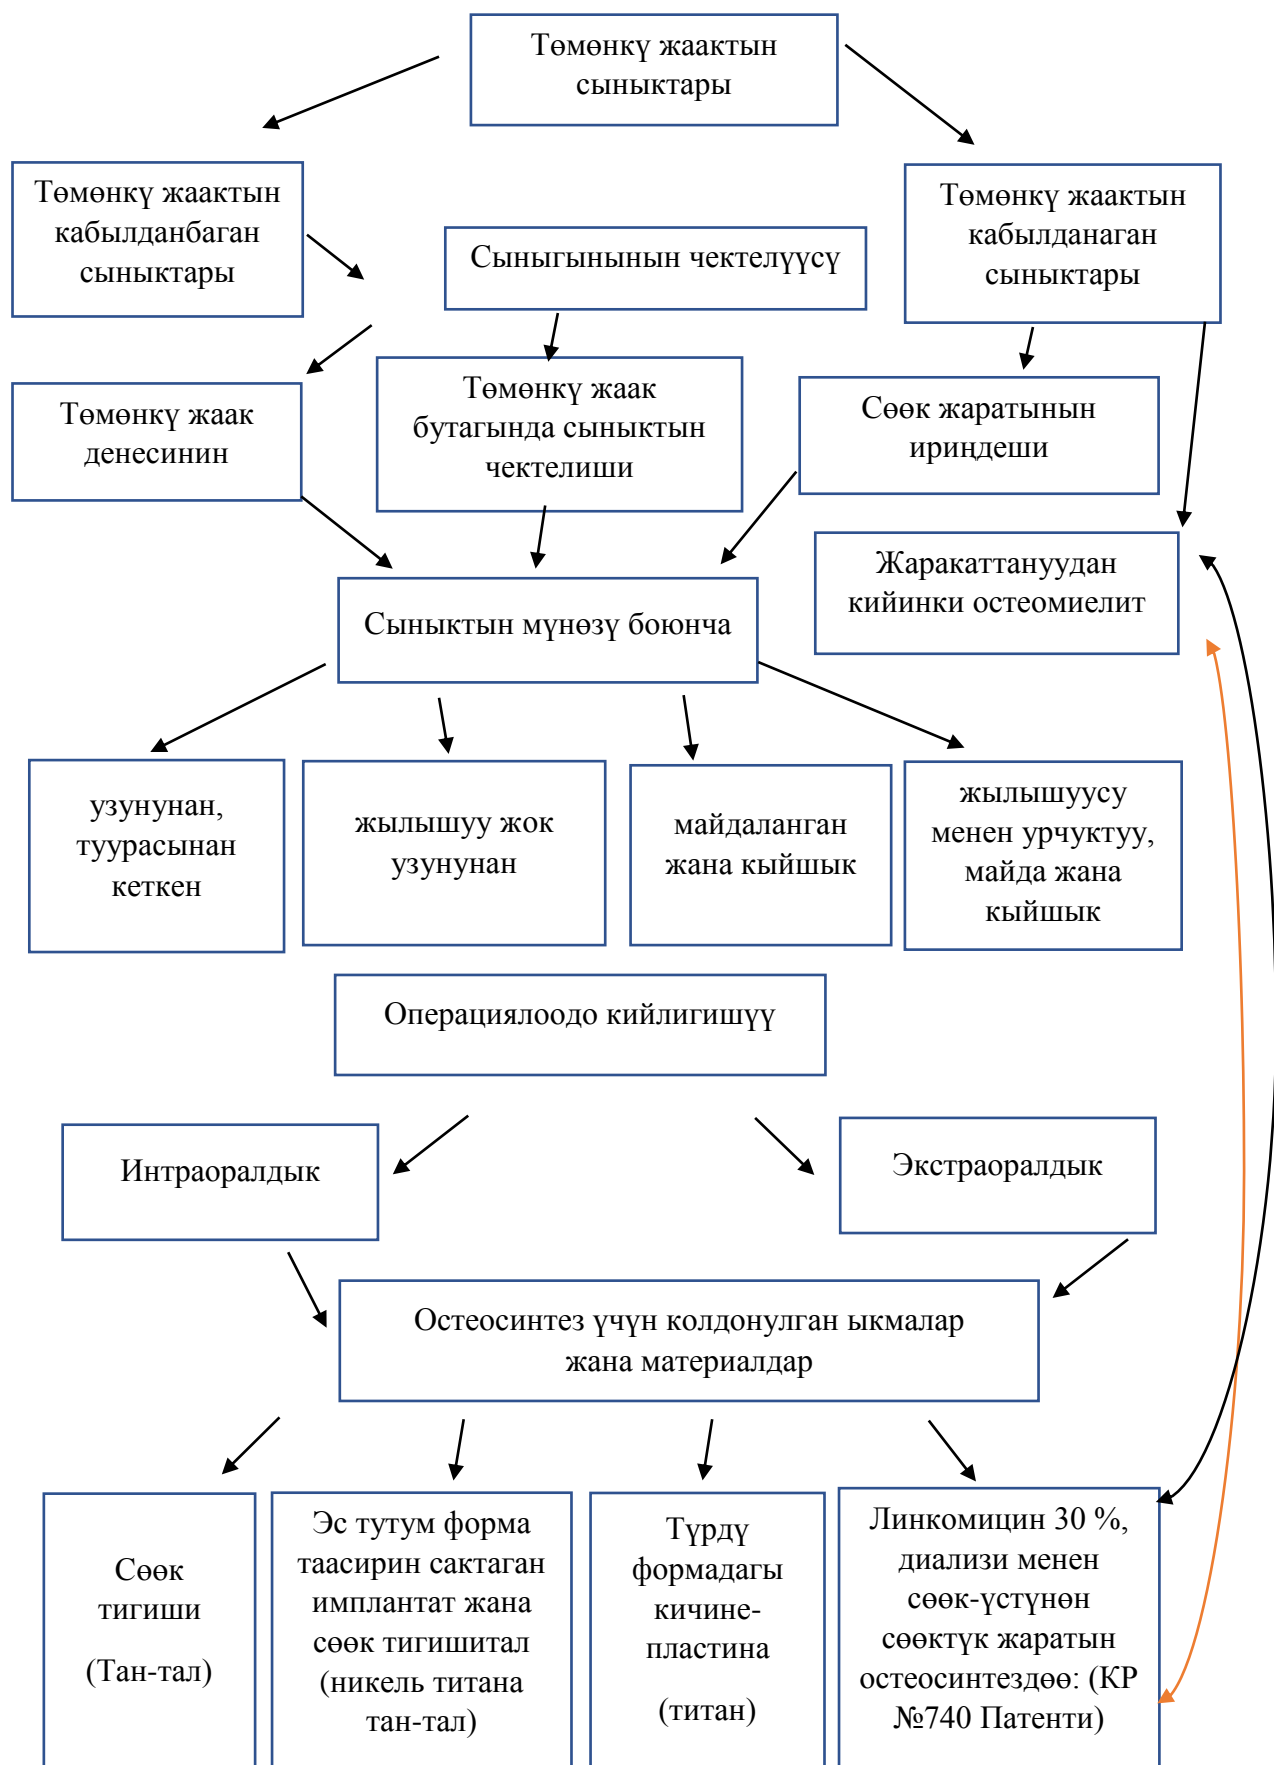 Төмөнкү жаактын
сыныктары
Төмөнкү жаактын
кабылданбаган
сыныктары
Сыныгынынын чектелүүсү
Төмөнкү жаактын
кабылданаган
сыныктары
Төмөнкү жаак
денесинин
Төмөнкү жаак
бутагында сыныктын
чектелиши
Сөөк жаратынын
ириңдеши
Жаракаттануудан
кийинки остеомиелит
Сыныктын мүнөзү боюнча
узунунан,
туурасынан
кеткен
жылышуу жок
узунунан
майдаланган
жана кыйшык
жылышуусу
менен урчуктуу,
майда жана
кыйшык
Операциялоодо кийлигишүү
Интраоралдык
Экстраоралдык
Остеосинтез үчүн колдонулган ыкмалар
жана материалдар
Сөөк
тигиши
(Тан-тал)
Эс тутум форма
таасирин сактаган
имплантат жана
сөөк тигишитал
(никель титана
тан-тал)
Түрдү
формадагы
кичине-
пластина
(титан)
Линкомицин 30 %,
диализи менен
сөөк-үстүнөн
сөөктүк жаратын
остеосинтездөө: (КР
№740 Патенти)